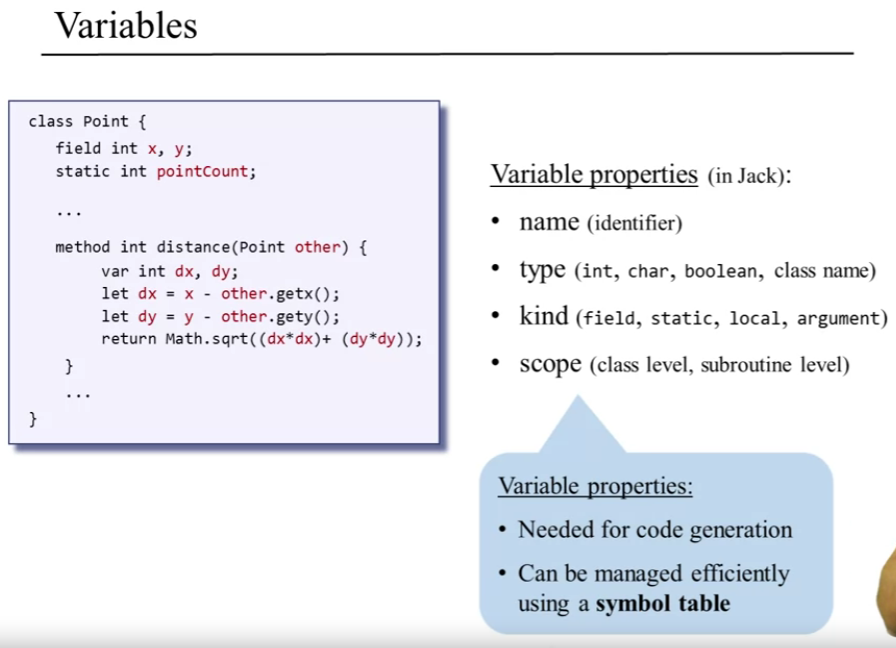 Variables
class Point {
field int x, y;
static int pointCount;
...
method int distance(Point other) {
var int dx, dy;
let dx = x - other.getx();
let dy = y - other.gety();
return Math.sqrt((dx*dx)+ (dy*dy));
}
...
}
Variable properties (in Jack):
• name (identifier)
• type (int, char, boolean, class name)
• kind (field, static, local, argument)
• scope (class level, subroutine level)
Variable properties:
• Needed for code generation
• Can be managed efficiently
using a symbol table